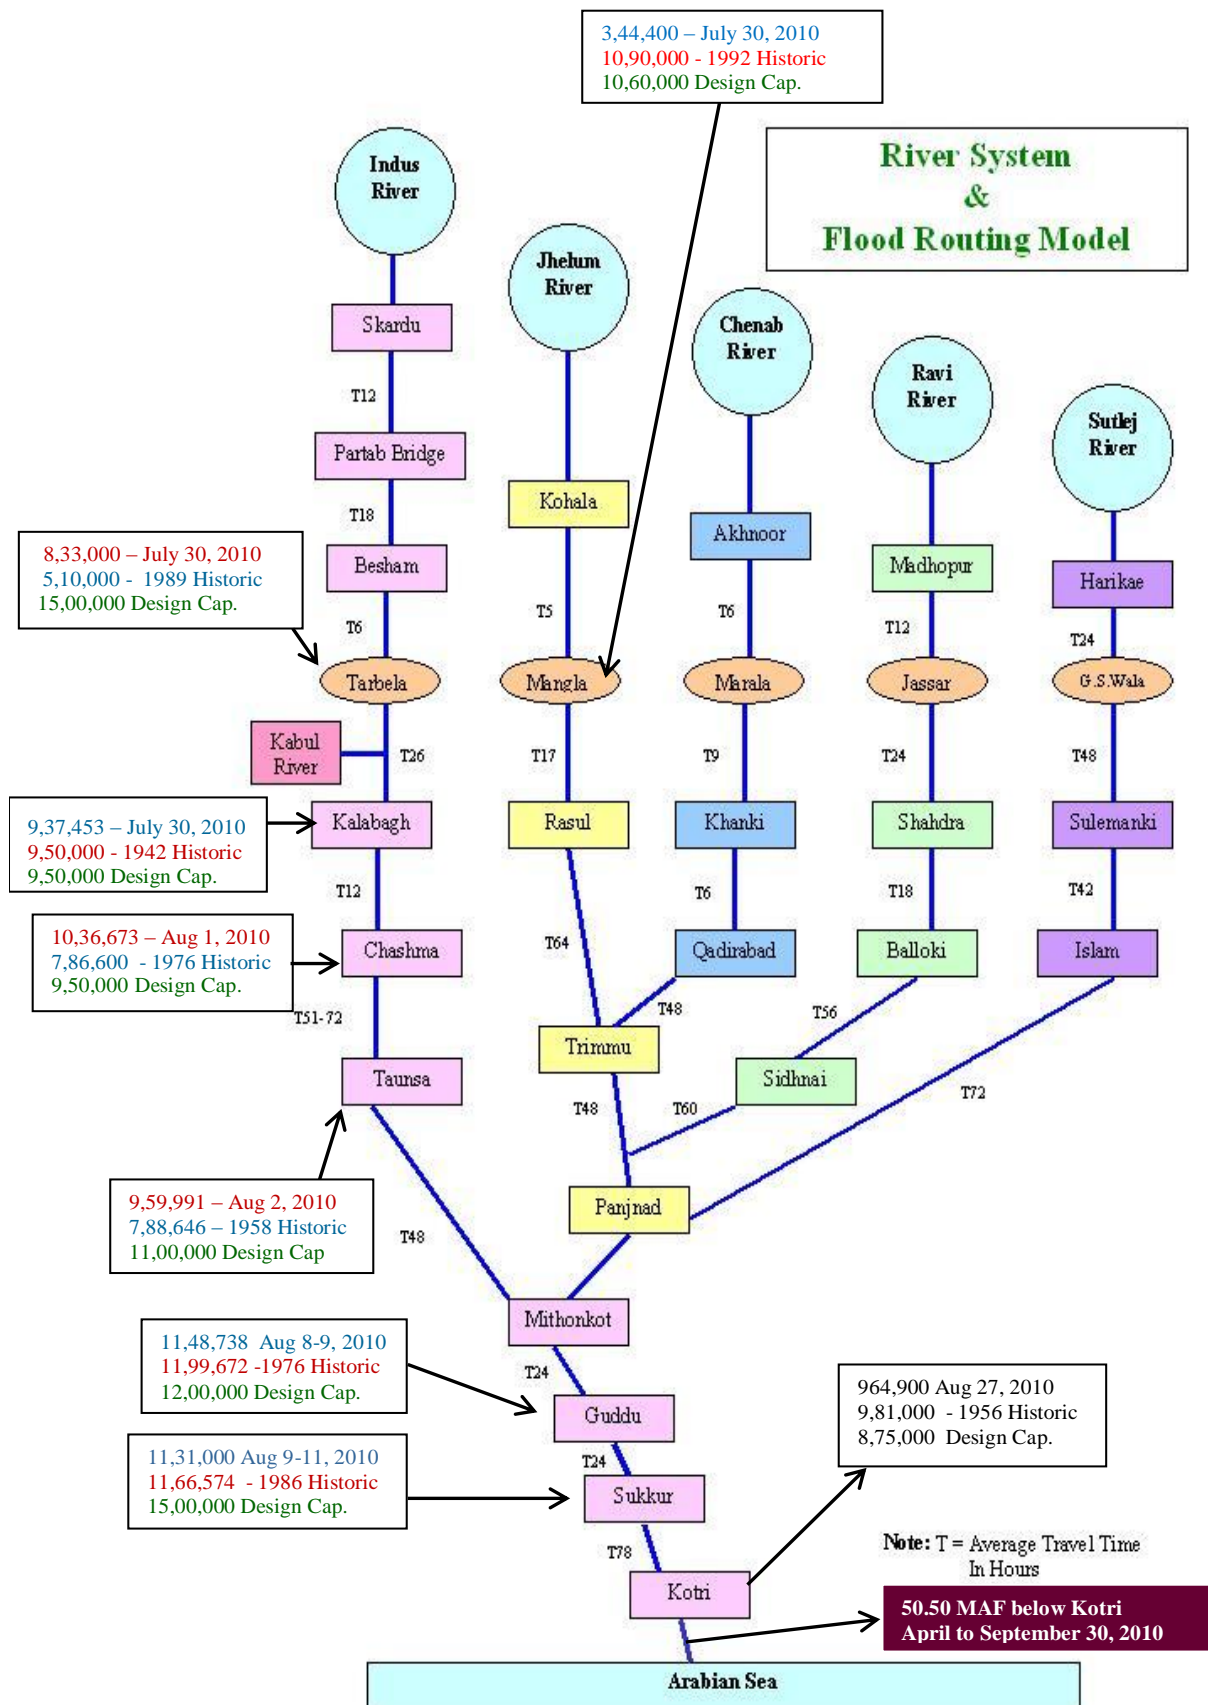 3,44,400 – July 30, 2010
10,90,000 - 1992 Historic
10,60,000 Design Cap.
River System
&
Flood Routing Model
Indus
River
Jhelum
River
Chenab
River
Ravi
River
Sutlej
River
Skardu
T12
Partab Bridge
T18
Kohala
Akhnoor
8,33,000 – July 30, 2010
5,10,000 - 1989 Historic
15,00,000 Design Cap.
Besham
Madhopur
Harikae
T6
T5
T6
T12
T24
Tarbela
Mangla
Marala
Jassar
G.S.Wala
Kabul
River
T26
T17
T9
T24
T48
9,37,453 – July 30, 2010
9,50,000 - 1942 Historic
9,50,000 Design Cap.
Kalabagh
Rasul
Khanki
Shahdra
Sulemanki
T12
T6
T18
T42
10,36,673 – Aug 1, 2010
7,86,600 - 1976 Historic
9,50,000 Design Cap.
Chashma
T64
Qadirabad
Balloki
Islam
T51-72
T48
T56
Trimmu
Taunsa
Sidhnai
T48
T60
T72
9,59,991 – Aug 2, 2010
7,88,646 – 1958 Historic
11,00,000 Design Cap
Panjnad
T48
Mithonkot
11,48,738 Aug 8-9, 2010
11,99,672 -1976 Historic
12,00,000 Design Cap.
T24
Guddu
964,900 Aug 27, 2010
9,81,000 - 1956 Historic
8,75,000 Design Cap.
11,31,000 Aug 9-11, 2010
11,66,574 - 1986 Historic
15,00,000 Design Cap.
T24
Sukkur
T78
Note: T = Average Travel Time
In Hours
Kotri
50.50 MAF below Kotri
April to September 30, 2010
Arabian Sea